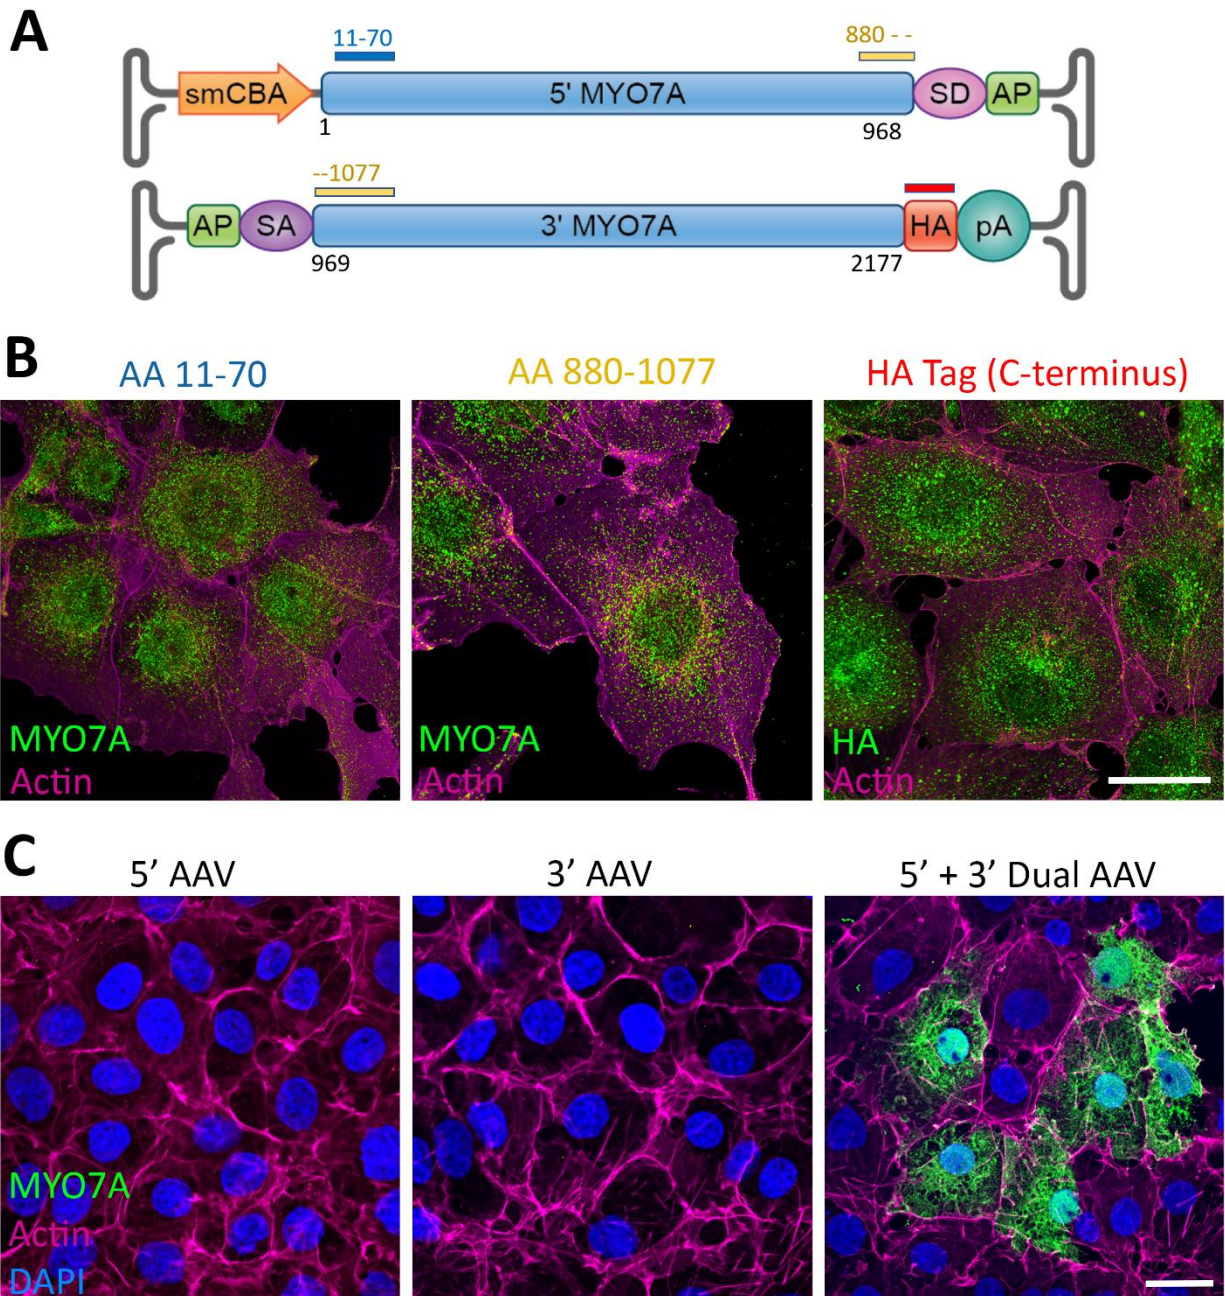 A
11-70
880 - -
smCBA
5' MYO7A
SD
AP
1
968
--1077
AP
SA
3' MYO7A
HA
pA
969
2177
B
AA 11-70
AA 880-1077
HA Tag (C-terminus)
MYO7A
Actin
MYO7A
Actin
HA
Actin
C
5’ AAV
3’ AAV
5’ + 3’ Dual AAV
MYO7A
Actin
DAPI